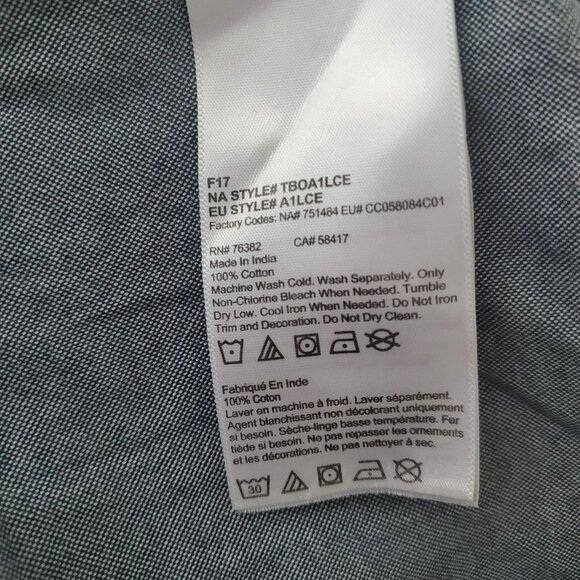 F17
NA STYLE# TBOA1LCE
EU STYLE# A1LCE
Factory Codes: NA# 751484 EU# CC058084C01
RN# 76382 CA# 58417
Made In India
100% Cotton
Machine Wash Cold. Wash Separately. Only
Non-Chlorine Bleach When Needed. Tumble
Dry Low. Cool Iron When Needed. Do Not Iron
Trim and Decoration. Do Not Dry Clean.
Fabriqué En Inde
100% Coton
Laver en machine à froid. Laver séparément.
Agent blanchissant non décolorant uniquement
si besoin. Sèche-linge basse température. Fer
tiède si besoin. Ne pas repasser les ornements
et les décorations. Ne pas nettoyer à sec.
30